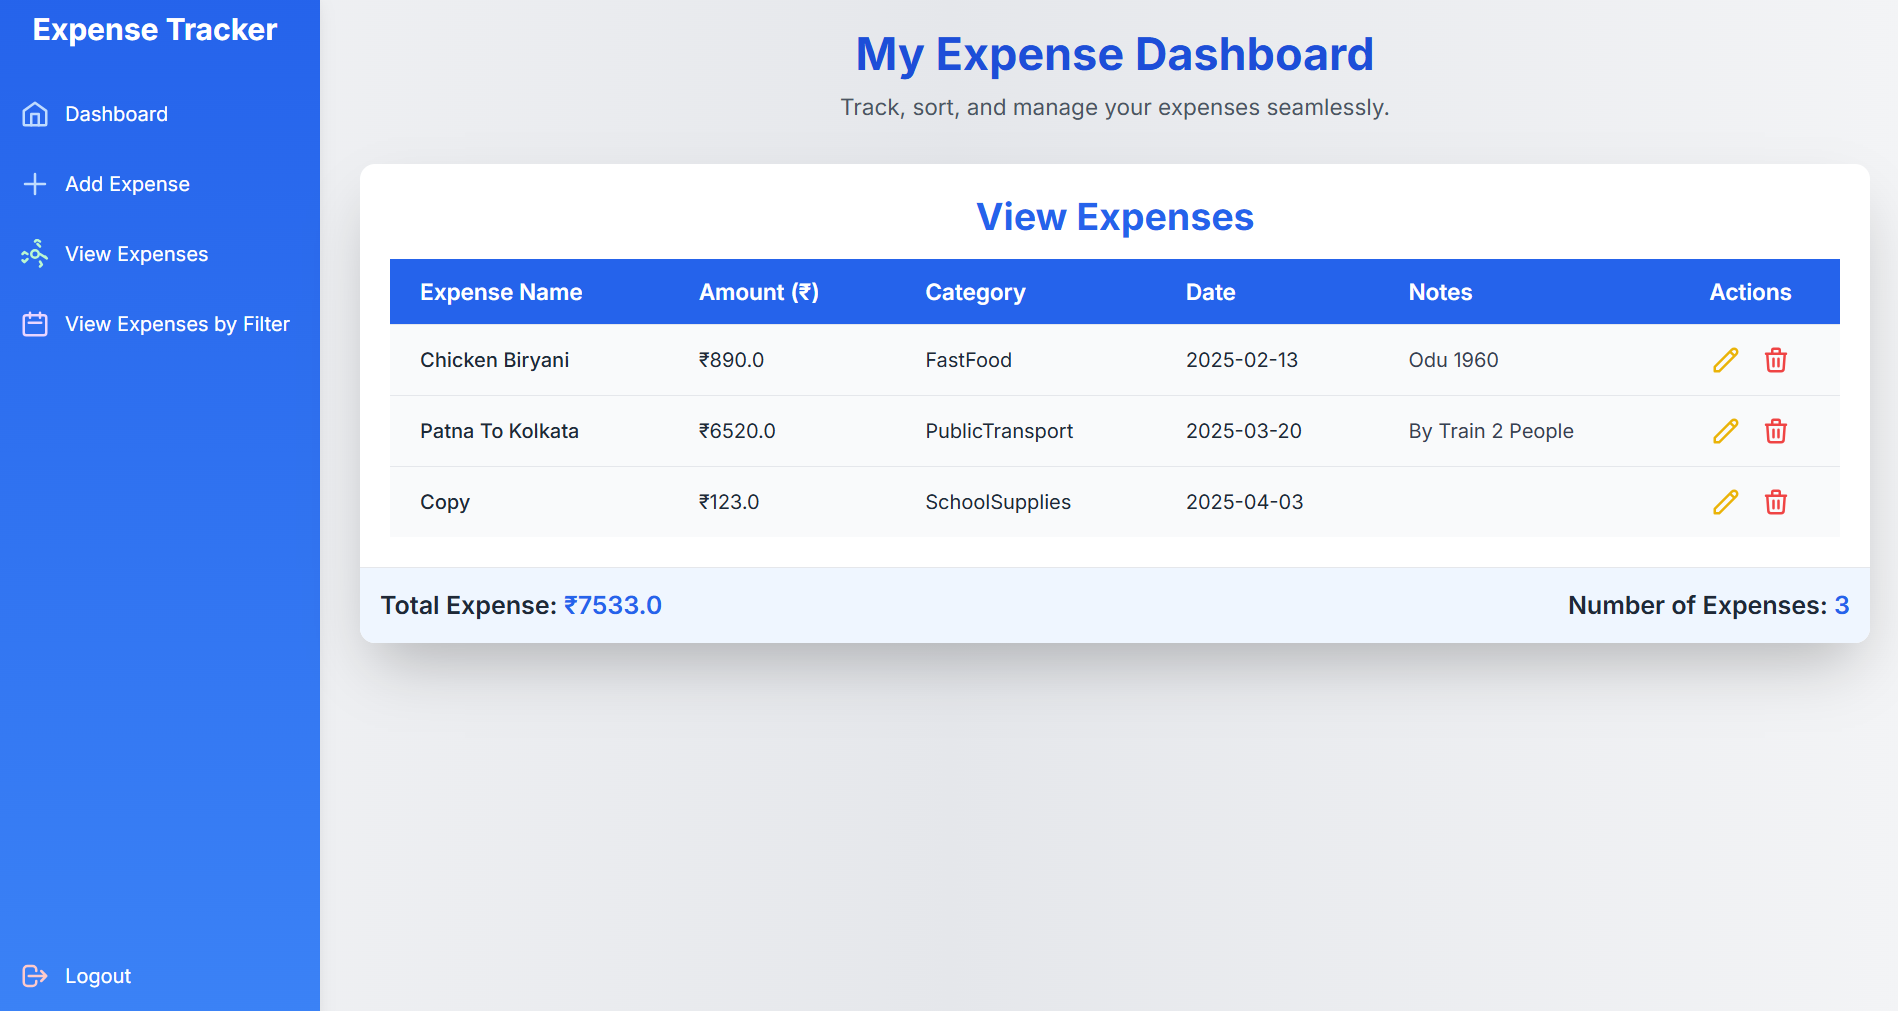 Expense Tracker
Dashboard
Add Expense
View Expenses
View Expenses by Filter
Logout
My Expense Dashboard
Track, sort, and manage your expenses seamlessly.
View Expenses
Expense Name Amount (₹) Category Date Notes Actions
Chicken Biryani ₹890.0 FastFood 2025-02-13 Odu 1960
Patna To Kolkata ₹6520.0 PublicTransport 2025-03-20 By Train 2 People
Copy ₹123.0 SchoolSupplies 2025-04-03
Total Expense: ₹7533.0 Number of Expenses: 3